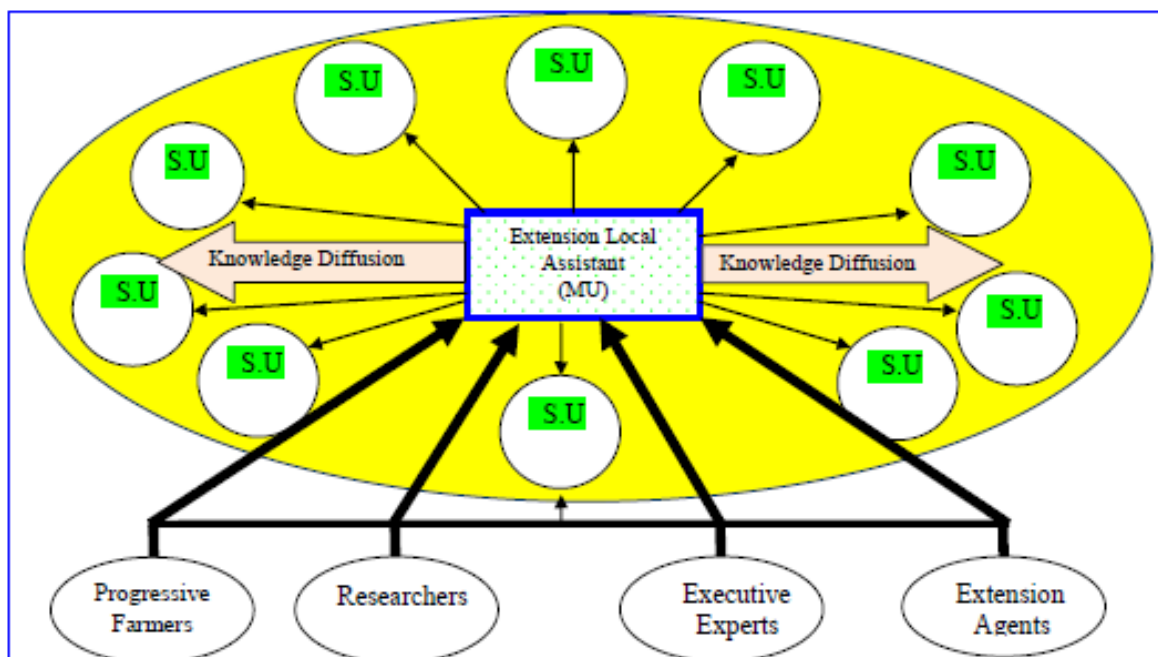 S.U
S.U
S.U
S.U
S.U
Extension Local
Assistant
(MU)
Knowledge Diffusion
Knowledge Diffusion
S.U
S.U
S.U
S.U
S.U
Progressive
Farmers
Researchers
Executive
Experts
Extension
Agents